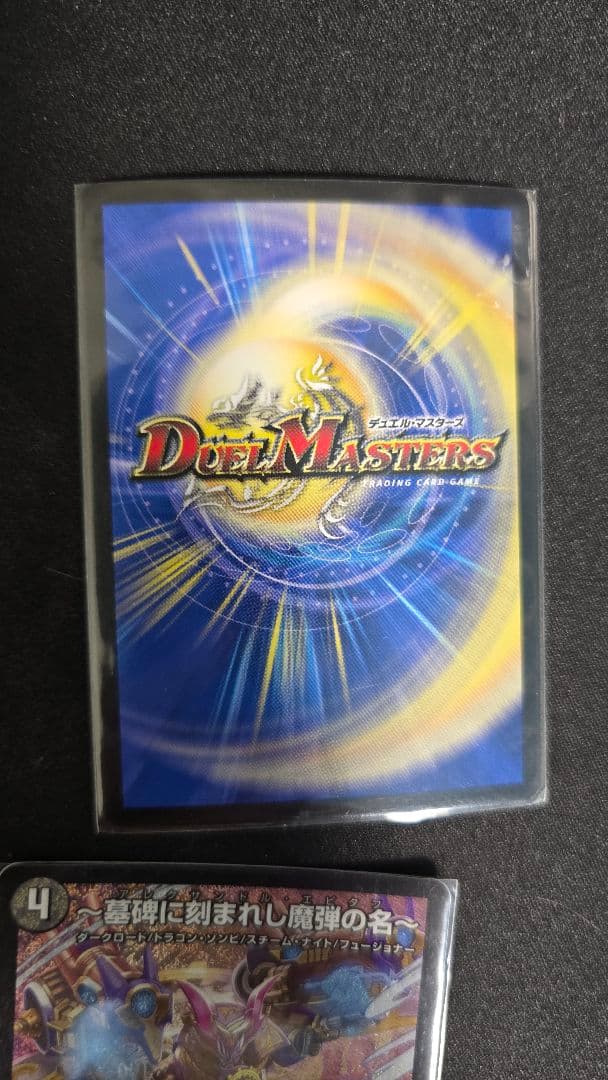 デュエル・マスターズ
DUEL MASTERS
TRADING CARD GAME
アレクサンドル・エピタフ
4 〜墓碑に刻まれし魔弾の名〜
ダークロード/ドラゴン・ゾンビ/スチーム・ナイト/フュージョナー